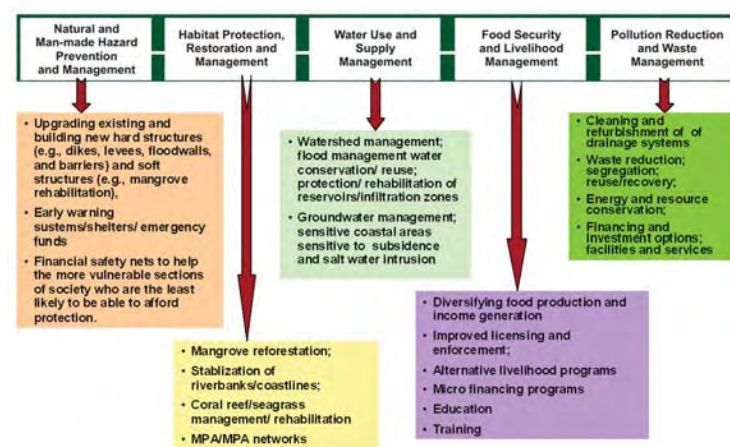 Natural and
Man-made Hazard
Prevention
and Management
Habitat Protection,
Restoration and
Management
Water Use and
Supply
Management
Food Security
and Livelihood
Management
Pollution Reduction
and Waste
Management
• Upgrading existing and
building new hard structures
(e.g., dikes, levees, floodwalls,
and barriers) and soft
structures (e.g., mangrove
rehabilitation),
• Early warning
sustems/shelters/ emergency
funds
• Financial safety nets to help
the more vulnerable sections
of society who are the least
likely to be able to afford
protection.
• Mangrove reforestation;
• Stablization of
riverbanks/coastlines;
• Coral reef/seagrass
management/ rehabilitation
• MPA/MPA networks
• Watershed management;
flood management water
conservation/ reuse;
protection/ rehabilitation of
reservoirs/infiltration zones
• Groundwater management;
sensitive coastal areas
sensitive to subsidence
and salt water intrusion
• Diversifying food production and
income generation
• Improved licensing and
enforcement;
• Alternative livelihood programs
• Micro financing programs
• Education
• Training
• Cleaning and
refurbishment of of
drainage systems
• Waste reduction;
segregation;
reuse/recovery;
• Energy and resource
conservation;
• Financing and
investment options;
facilities and services